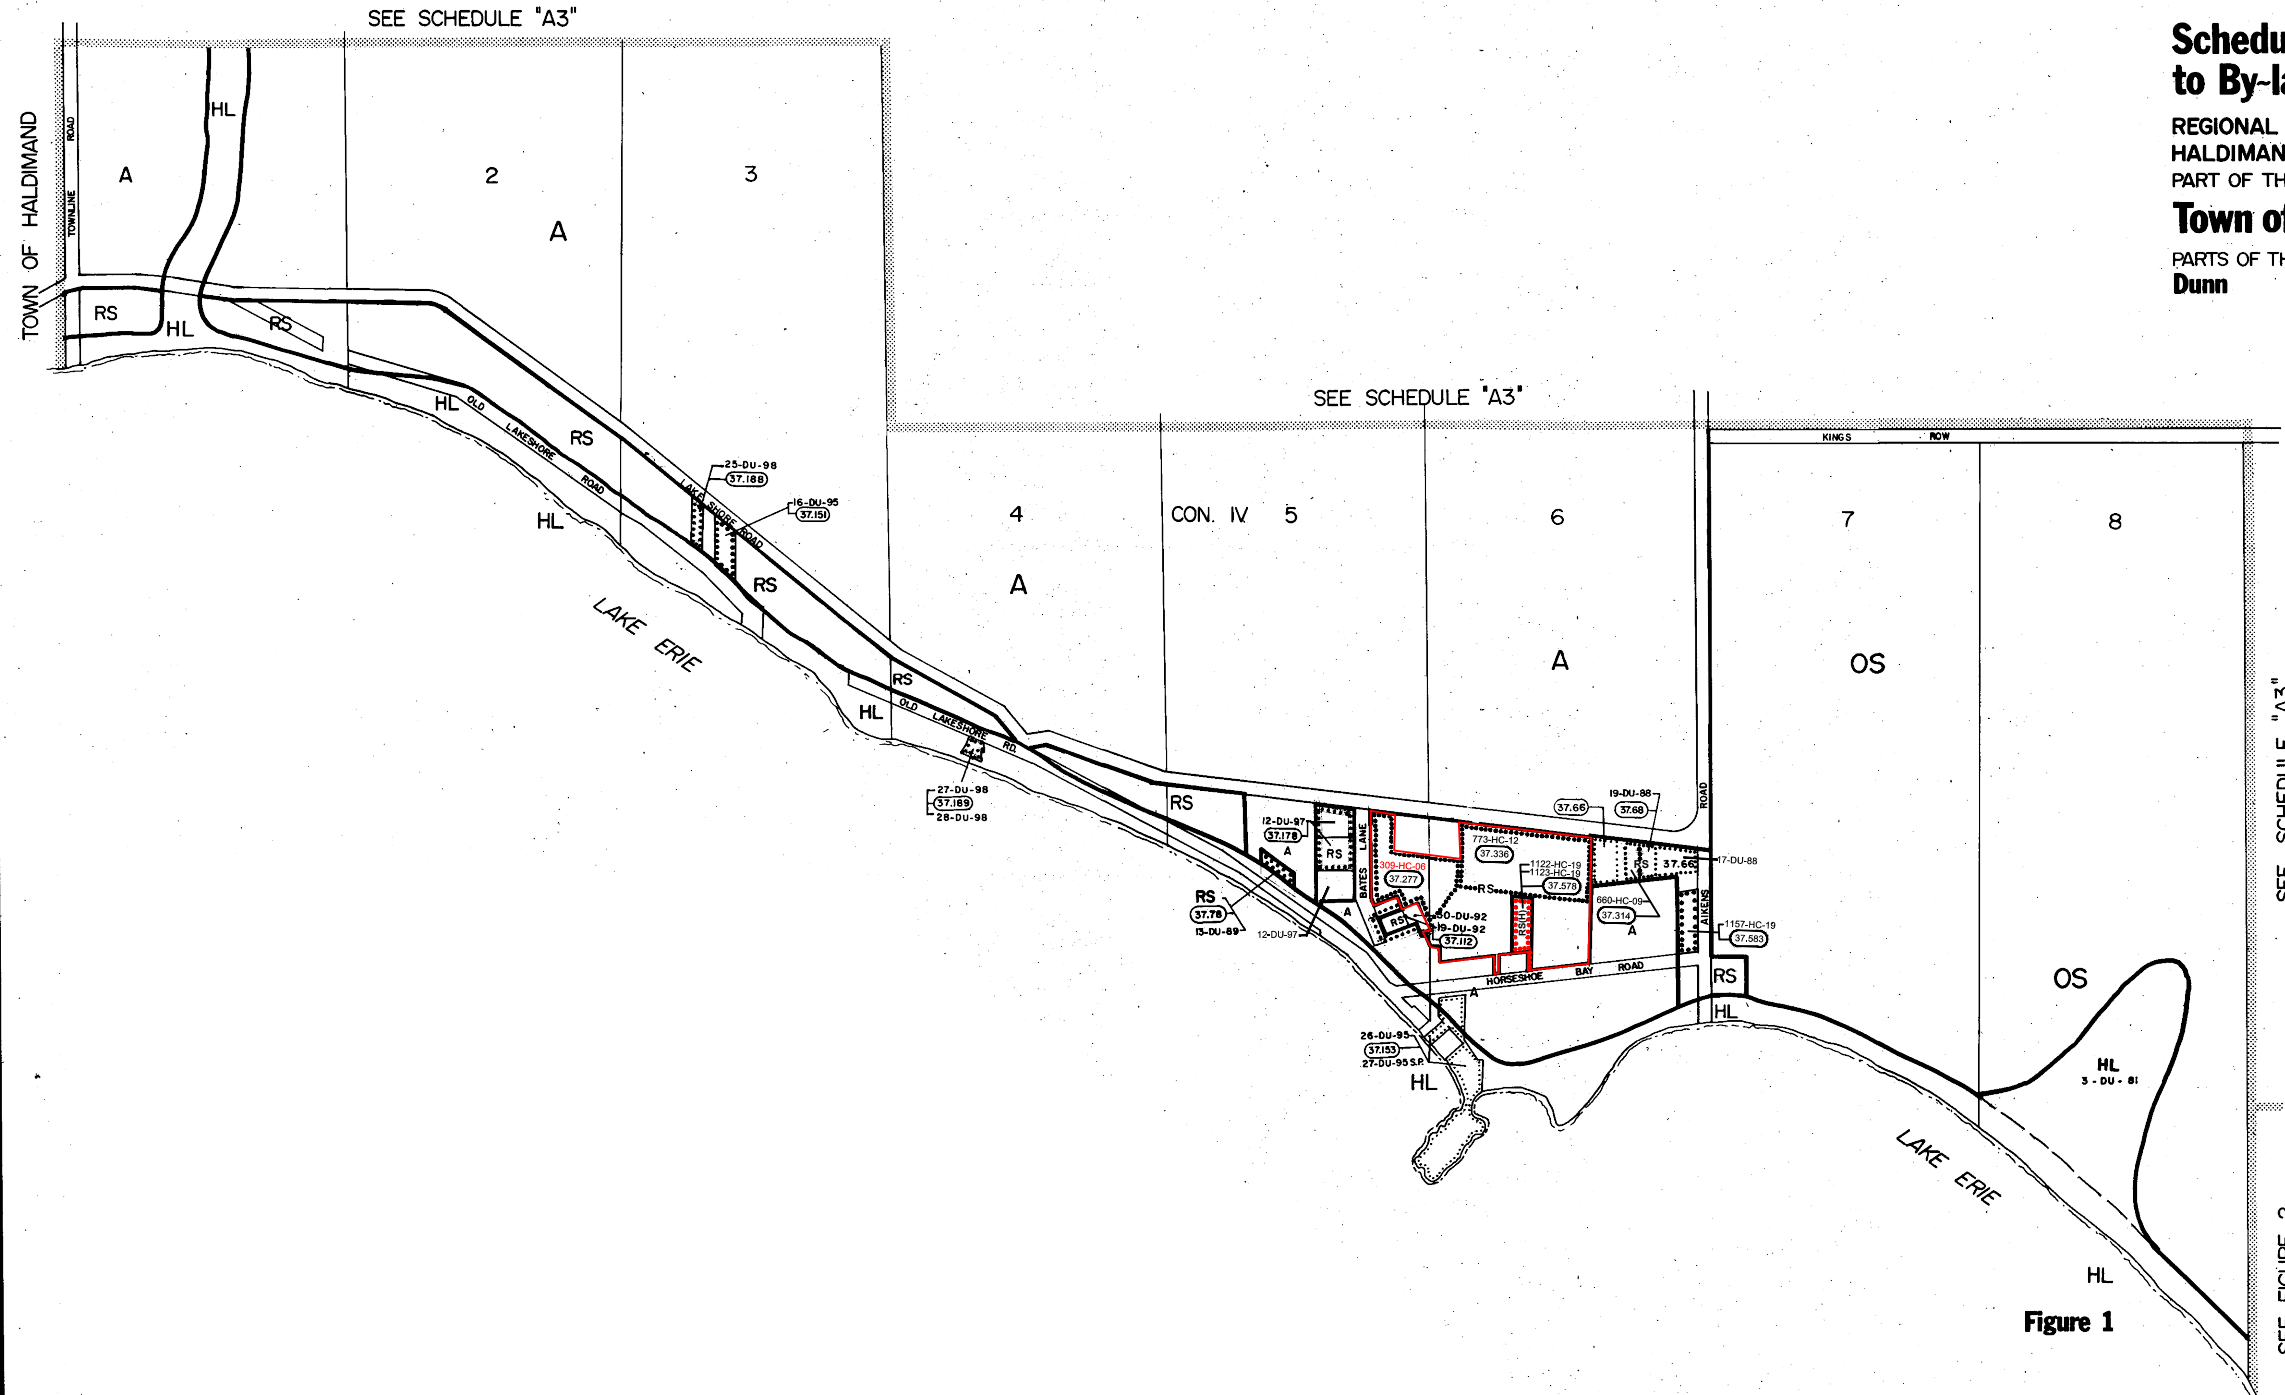 SEE SCHEDULE "A3"
Schedu
to By-la
REGIONAL
HALDIMAN
PART OF TH
Town of
PARTS OF TH
Dunn
TOWN OF HALDIMAND
TOWNLINE ROAD
HL
A
2
3
A
RS
HL
RS
HL
OLD LAKESHORE ROAD
RS
HL
25-DU-98
37.188
16-DU-95
37.151
LAKE SHORE ROAD
RS
LAKE ERIE
SEE SCHEDULE "A3"
KINGS ROW
4
CON. IV
5
6
7
8
A
A
OS
SEE SCHEDULE "A3"
RS
HL
OLD LAKESHORE RD.
27-DU-98
37.189
28-DU-98
RS
12-DU-97
37.178
A
RS
BATES LANE
RS
37.78
13-DU-89
12-DU-97
A
309-HC-06
37.277
773-HC-12
37.336
RS
1122-HC-19
1123-HC-19
37.578
RS(H)
RS
30-DU-92
19-DU-92
37.112
37.66
19-DU-88
37.68
RS
37.66
17-DU-88
660-HC-09
37.314
A
AIKENS ROAD
1157-HC-19
37.583
HORSESHOE BAY ROAD
A
RS
HL
26-DU-95
37.153
27-DU-95 S.P.
HL
OS
HL
3-DU-81
LAKE ERIE
HL
SEE FIGURE 2
Figure 1